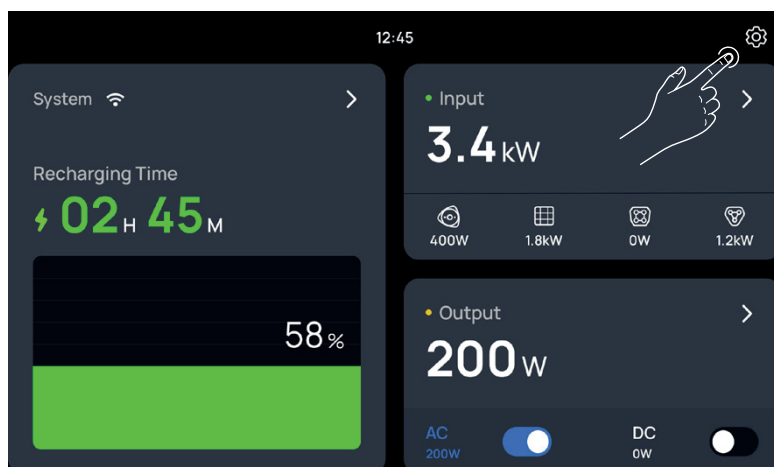 12:45
System
Recharging Time
02 H 45 M
58%
Input
3.4 kW
400W 1.8kW 0W 1.2kW
Output
200 W
AC DC
200W 0W